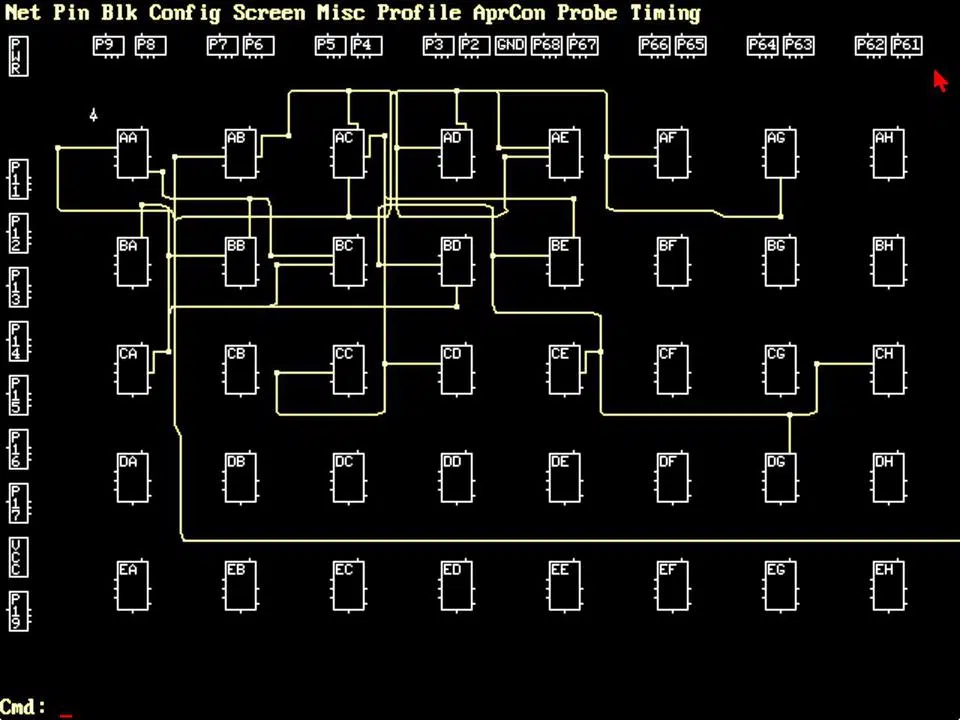 Net Pin Blk Config Screen Misc Profile AprCon Probe Timing
PWR P9 P8 P7 P6 P5 P4 P3 P2 GND P68 P67 P66 P65 P64 P63 P62 P61
AA AB AC AD AE AF AG AH
P11
P12
BA BB BC BD BE BF BG BH
P13
P14
CA CB CC CD CE CF CG CH
P15
P16
DA DB DC DD DE DF DG DH
P17
VCC
EA EB EC ED EE EF EG EH
P19
Cmd: _